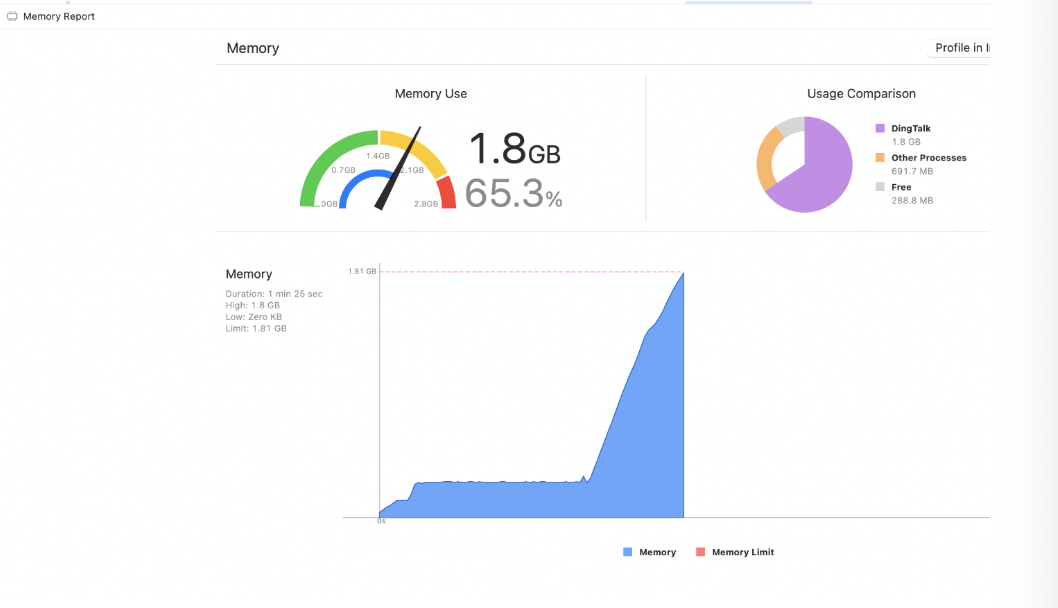 Memory Report
Memory
Profile in
Memory Use
Usage Comparison
0GB
0.7GB
1.4GB
2.1GB
2.8GB
1.8GB
65.3%
DingTalk
1.8 GB
Other Processes
691.7 MB
Free
288.8 MB
Memory
Duration: 1 min 25 sec
High: 1.8 GB
Low: Zero KB
Limit: 1.81 GB
1.81 GB
0s
Memory
Memory Limit